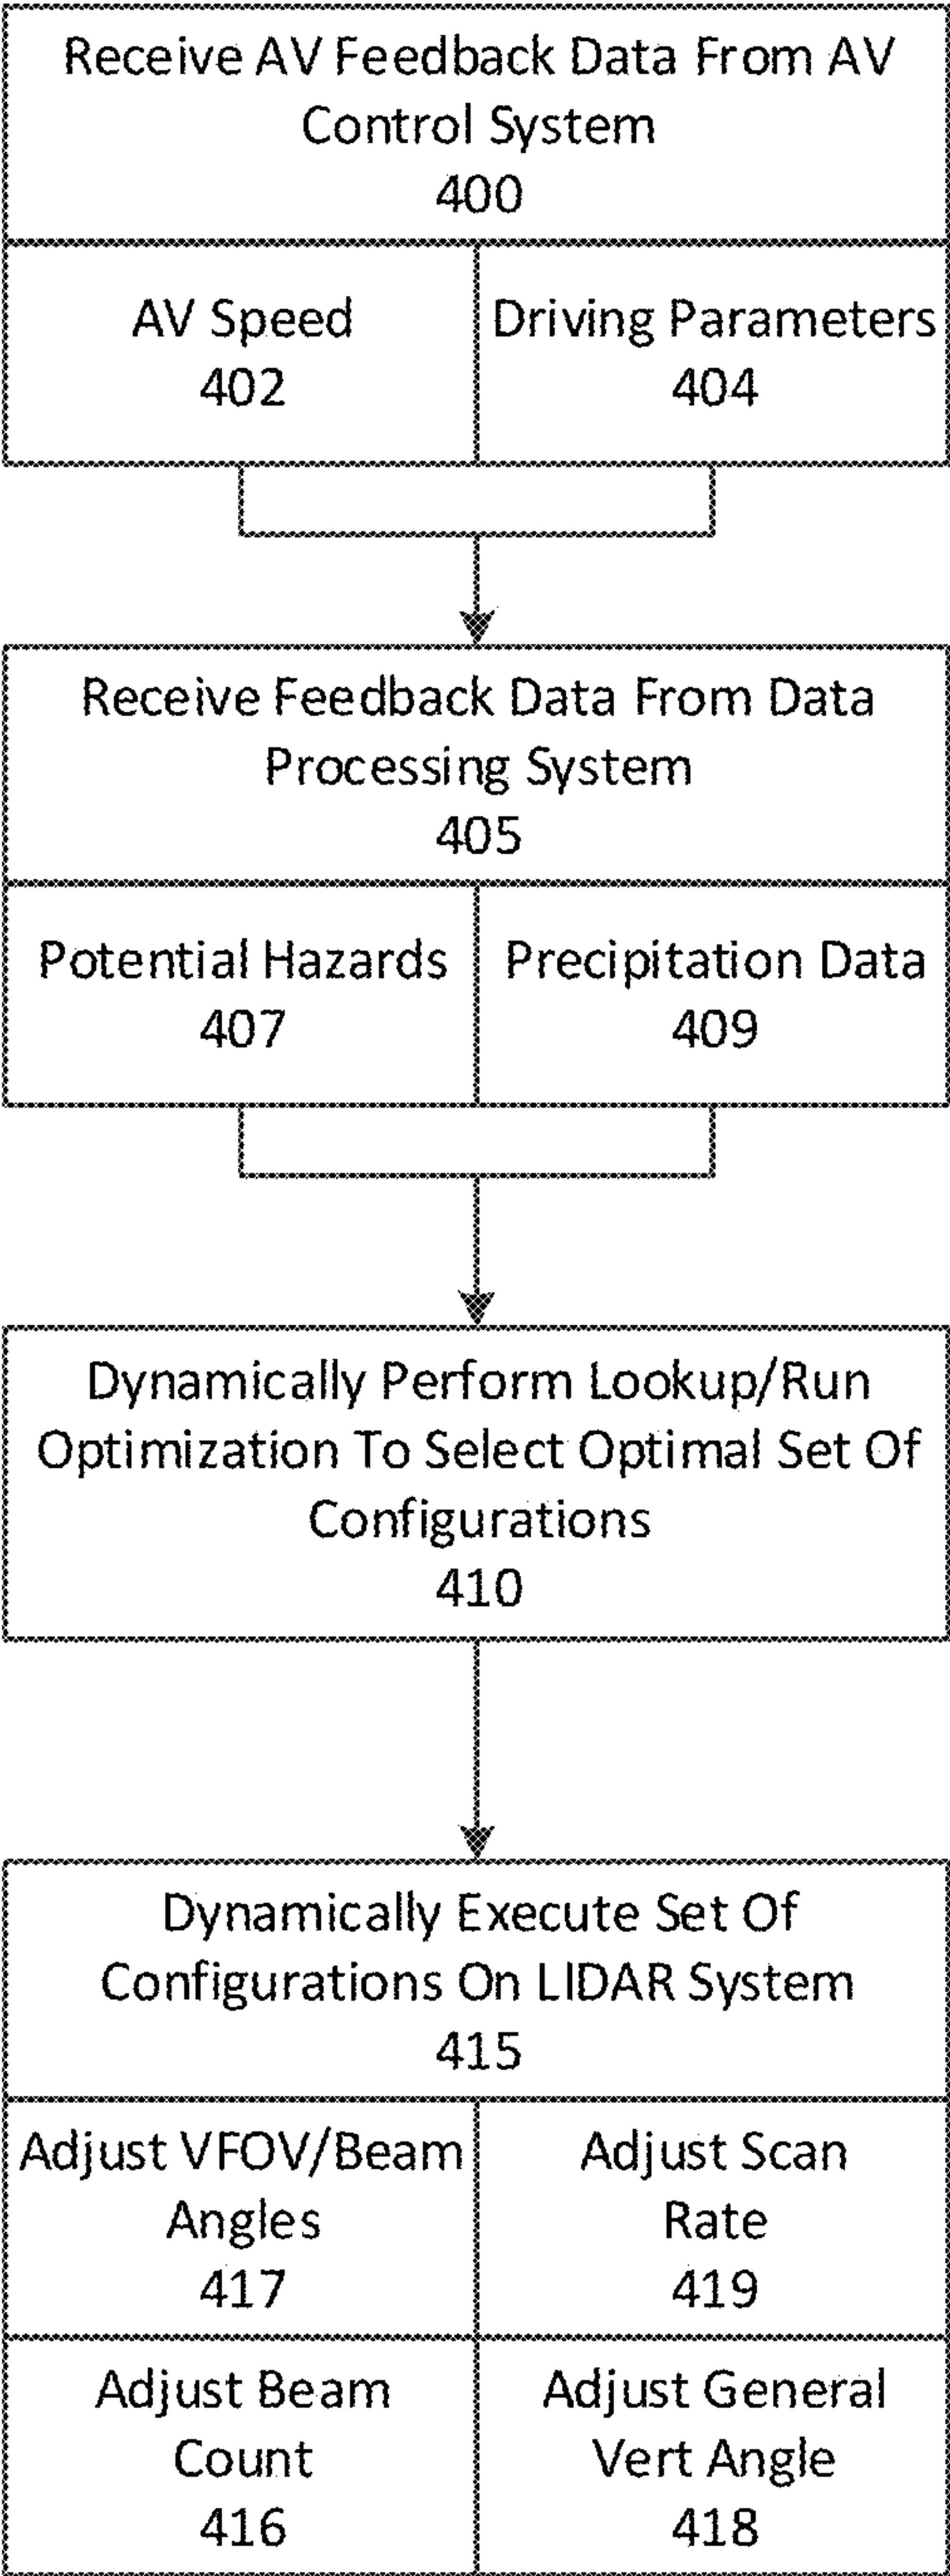 Receive AV Feedback Data From AV
Control System
400
AV Speed
402
Driving Parameters
404
Receive Feedback Data From Data
Processing System
405
Potential Hazards
407
Precipitation Data
409
Dynamically Perform Lookup/Run
Optimization To Select Optimal Set Of
Configurations
410
Dynamically Execute Set Of
Configurations On LIDAR System
415
Adjust VFOV/Beam
Angles
417
Adjust Scan
Rate
419
Adjust Beam
Count
416
Adjust General
Vert Angle
418